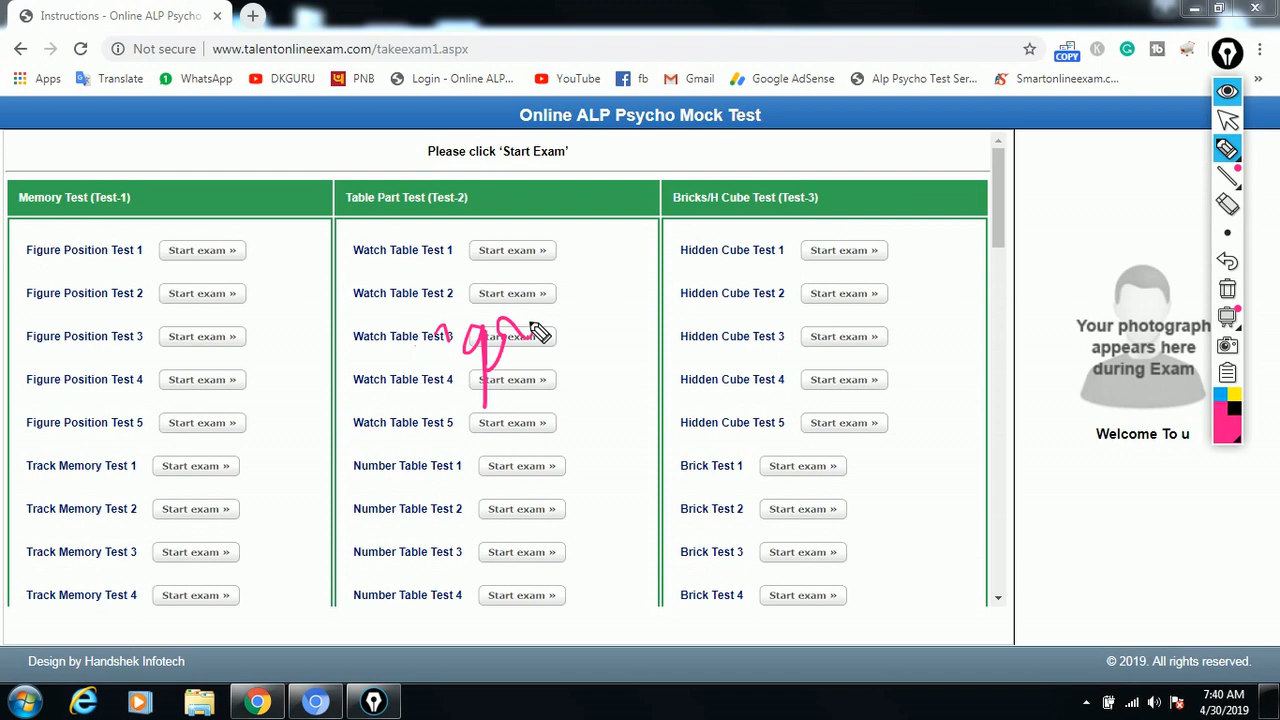 Instructions - Online ALP Psycho
Not secure www.talentonlineexam.com/takeexam1.aspx
COPY
Apps Translate WhatsApp DKGURU PNB Login - Online ALP... YouTube fb Gmail Google AdSense Alp Psycho Test Ser... Smartonlineexam.c...
Online ALP Psycho Mock Test
Please click ‘Start Exam’
Memory Test (Test-1) Table Part Test (Test-2) Bricks/H Cube Test (Test-3)
Figure Position Test 1 Start exam » Watch Table Test 1 Start exam » Hidden Cube Test 1 Start exam »
Figure Position Test 2 Start exam » Watch Table Test 2 Start exam » Hidden Cube Test 2 Start exam »
Figure Position Test 3 Start exam » Watch Table Test 3 Start exam » Hidden Cube Test 3 Start exam »
Figure Position Test 4 Start exam » Watch Table Test 4 Start exam » Hidden Cube Test 4 Start exam »
Figure Position Test 5 Start exam » Watch Table Test 5 Start exam » Hidden Cube Test 5 Start exam »
Track Memory Test 1 Start exam » Number Table Test 1 Start exam » Brick Test 1 Start exam »
Track Memory Test 2 Start exam » Number Table Test 2 Start exam » Brick Test 2 Start exam »
Track Memory Test 3 Start exam » Number Table Test 3 Start exam » Brick Test 3 Start exam »
Track Memory Test 4 Start exam » Number Table Test 4 Start exam » Brick Test 4 Start exam »
Your photograph
appears here
during Exam
Welcome To u
Design by Handshek Infotech © 2019. All rights reserved.
7:40 AM
4/30/2019